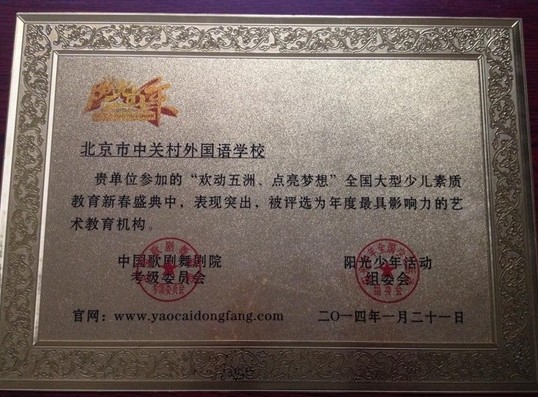 北京市中关村外国语学校
贵单位参加的“欢动五洲、点亮梦想”全国大型少儿素质
教育新春盛典中，表现突出，被评选为年度最具影响力的艺
术教育机构。
中国歌剧舞剧院
考级委员会
阳光少年活动
组委会
官网：www.yaocaidongfang.com
二〇一四年一月二十一日